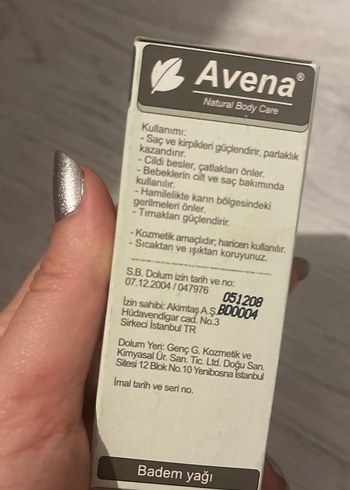 Avena®
Natural Body Care
Kullanımı:
- Saç ve kirpikleri güçlendirir, parlaklık
kazandırır.
- Cildi besler, çatlakları önler.
- Bebeklerin cilt ve saç bakımında
kullanılır.
- Hamilelikte karın bölgesindeki
gerilmeleri önler.
- Tırnakları güçlendirir.
- Kozmetik amaçlıdır; haricen kullanılır.
- Sıcaktan ve ışıktan koruyunuz.
S.B. Dolum izin tarih ve no:
07.12.2004 / 047976
İzin sahibi: Akimtaş A.Ş.
Hüdavendigar cad. No.3
Sirkeci İstanbul TR
051208
BD0004
Dolum Yeri: Genç G. Kozmetik ve
Kimyasal Ür. San. Tic. Ltd. Doğu San.
Sitesi 12 Blok No.10 Yenibosna İstanbul
İmal tarih ve seri no.
Badem yağı